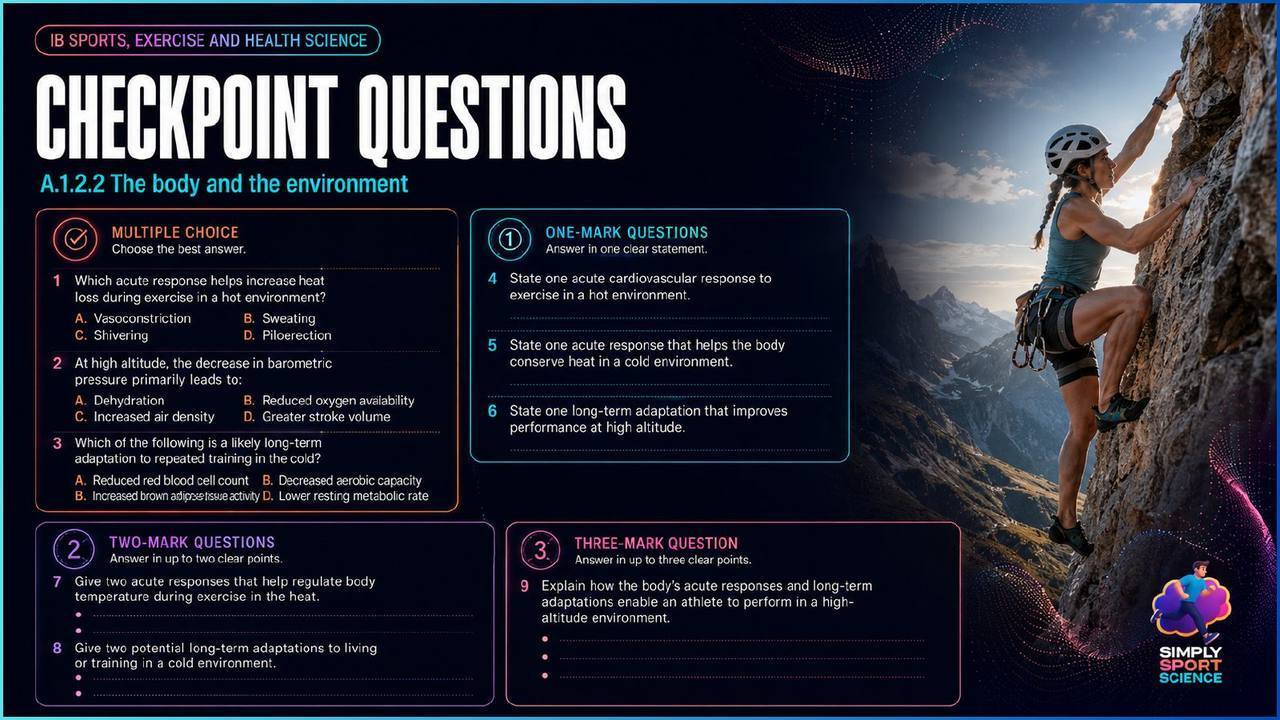 IB SPORTS, EXERCISE AND HEALTH SCIENCE
CHECKPOINT QUESTIONS
A.1.2.2 The body and the environment
MULTIPLE CHOICE
Choose the best answer.
1 Which acute response helps increase heat
loss during exercise in a hot environment?
A. Vasoconstriction B. Sweating
C. Shivering D. Piloerection
2 At high altitude, the decrease in barometric
pressure primarily leads to:
A. Dehydration B. Reduced oxygen avaıability
C. Increased air density D. Greater stroke volume
3 Which of the following is a likely long-term
adaptation to repeated training in the cold?
A. Reduced red blood cell count B. Decreased aerobic capacity
B. Increased brown adipose tissue activity D. Lower resting metabolic rate
1 ONE-MARK QUESTIONS
Answer in one clear statement.
4 State one acute cardiovascular response to
exercise in a hot environment.
5 State one acute response that helps the body
conserve heat in a cold environment.
6 State one long-term adaptation that improves
performance at high altitude.
2 TWO-MARK QUESTIONS
Answer in up to two clear points.
7 Give two acute responses that help regulate body
temperature during exercise in the heat.
8 Give two potential long-term adaptations to living
or training in a cold environment.
3 THREE-MARK QUESTION
Answer in up to three clear points.
9 Explain how the body's acute responses and long-term
adaptations enable an athlete to perform in a high-
altitude environment.
SIMPLY
SPORT
SCIENCE